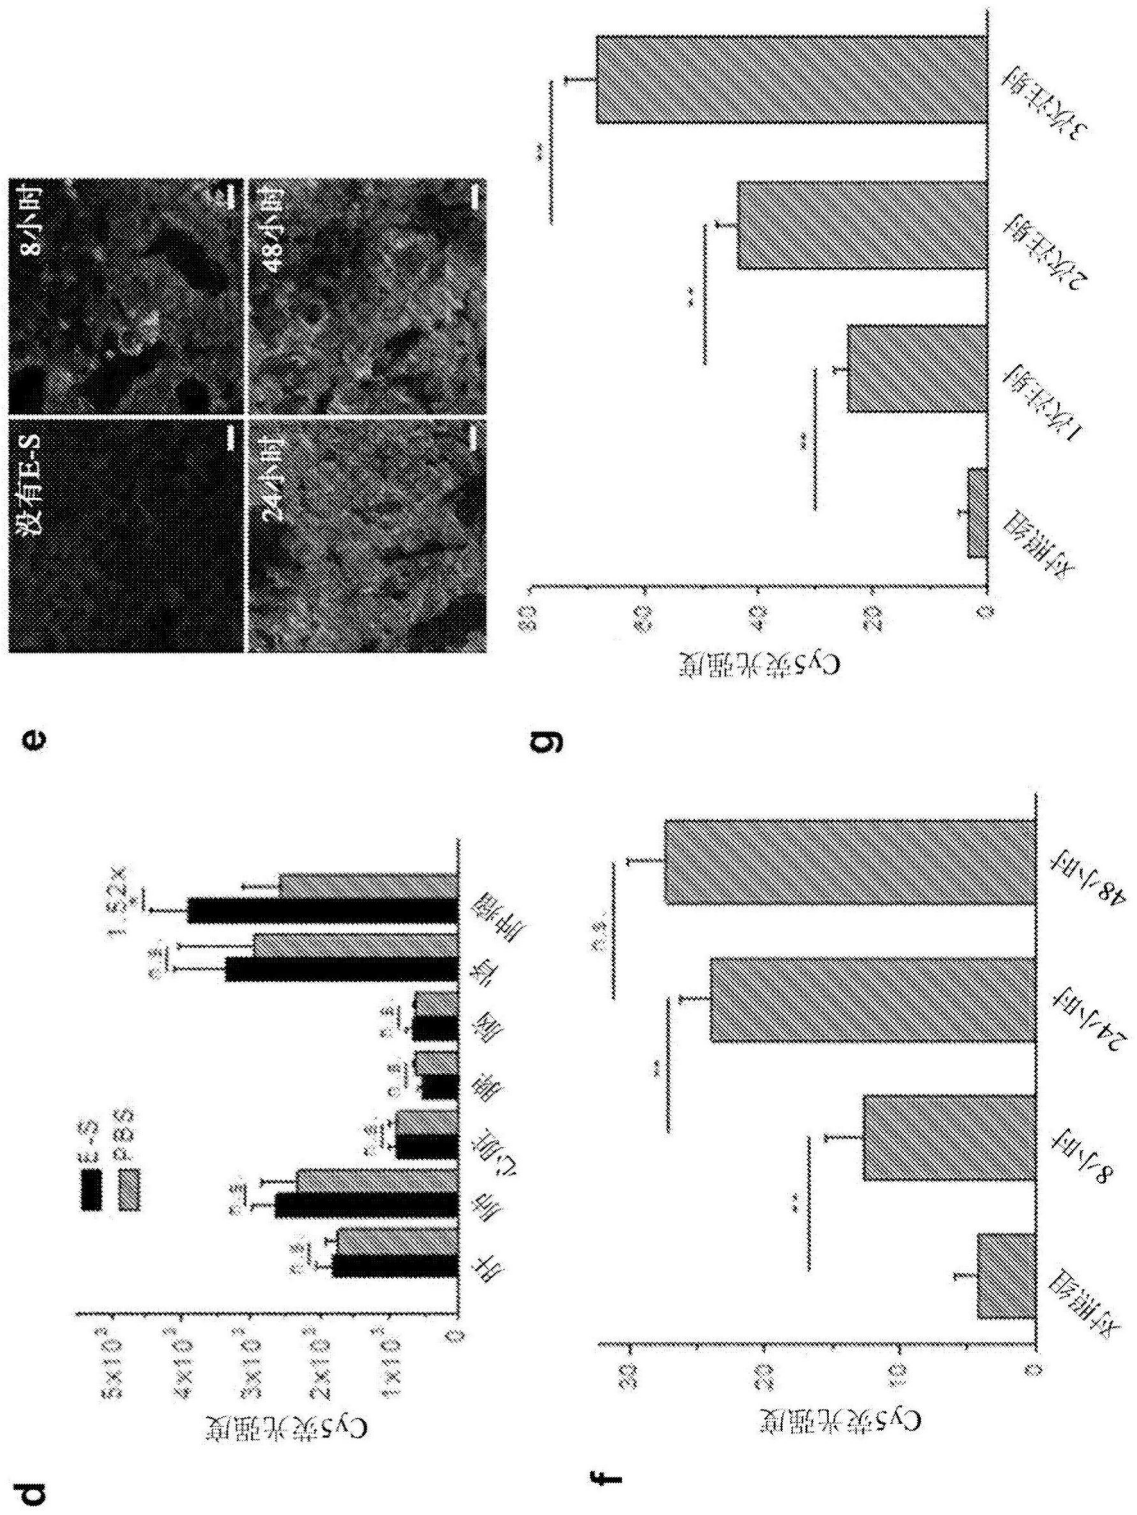 d
Cy5荧光强度
5x10³
4x10³
3x10³
2x10³
1x10³
0
E-S
PBS
n.s.
n.s.
n.s.
n.s.
n.s.
n.s.
1.52x
*
肝
肺
心脏
脾
脑
肾
肿瘤
e
没有E-S
8小时
24小时
48小时
f
Cy5荧光强度
30
20
10
0
**
**
n.s.
对照组
8小时
24小时
48小时
g
Cy5荧光强度
80
60
40
20
0
**
**
**
对照组
1次注射
2次注射
3次注射